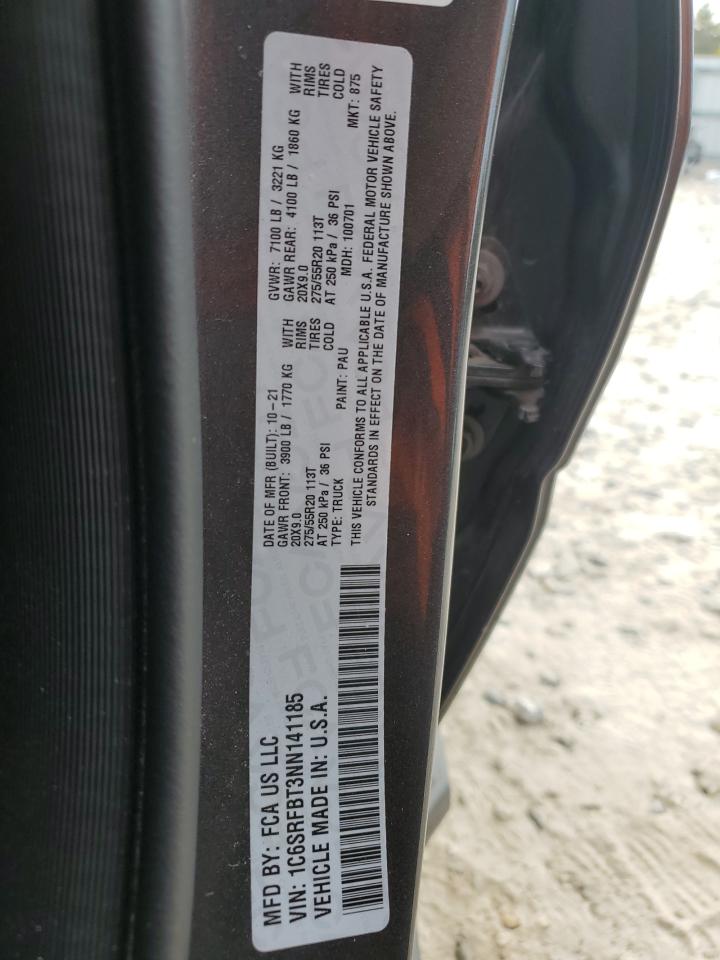 MFD BY: FCA US LLC
VIN: 1C6SRFBT3NN141185
VEHICLE MADE IN: U.S.A.
DATE OF MFR (BUILT): 10-21 GVWR: 7100 LB / 3221 KG
GAWR FRONT: 3900 LB / 1770 KG WITH GAWR REAR: 4100 LB / 1860 KG WITH
20X9.0 RIMS 20X9.0 RIMS
275/55R20 113T TIRES 275/55R20 113T TIRES
AT 250 kPa / 36 PSI COLD AT 250 kPa / 36 PSI COLD
TYPE: TRUCK PAINT: PAU MDH: 100701 MKT: 875
THIS VEHICLE CONFORMS TO ALL APPLICABLE U.S.A. FEDERAL MOTOR VEHICLE SAFETY
STANDARDS IN EFFECT ON THE DATE OF MANUFACTURE SHOWN ABOVE.